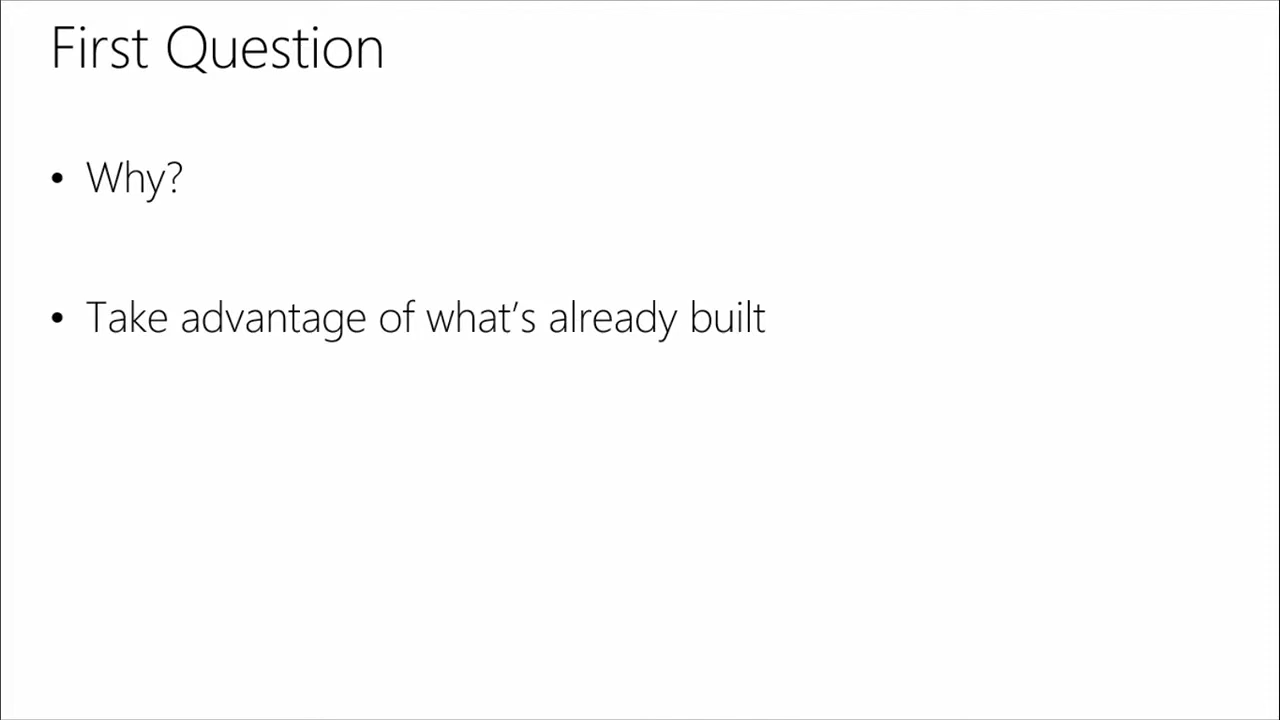 First Question
• Why?
• Take advantage of what’s already built